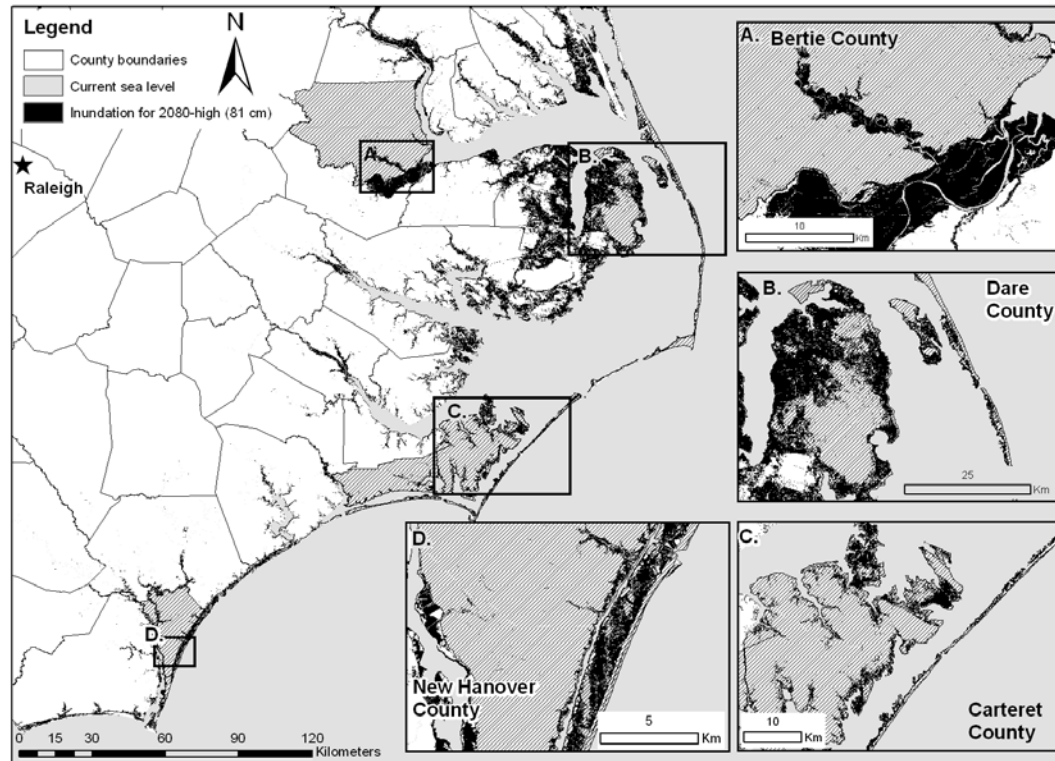 Legend
County boundaries
Current sea level
Inundation for 2080-high (81 cm)
N
Raleigh
A.
B.
C.
D.
0 15 30 60 90 120
Kilometers
A. Bertie County
10
Km
B. Dare
County
25
Km
C.
10
Km
Carteret
County
D.
New Hanover
County
5
Km